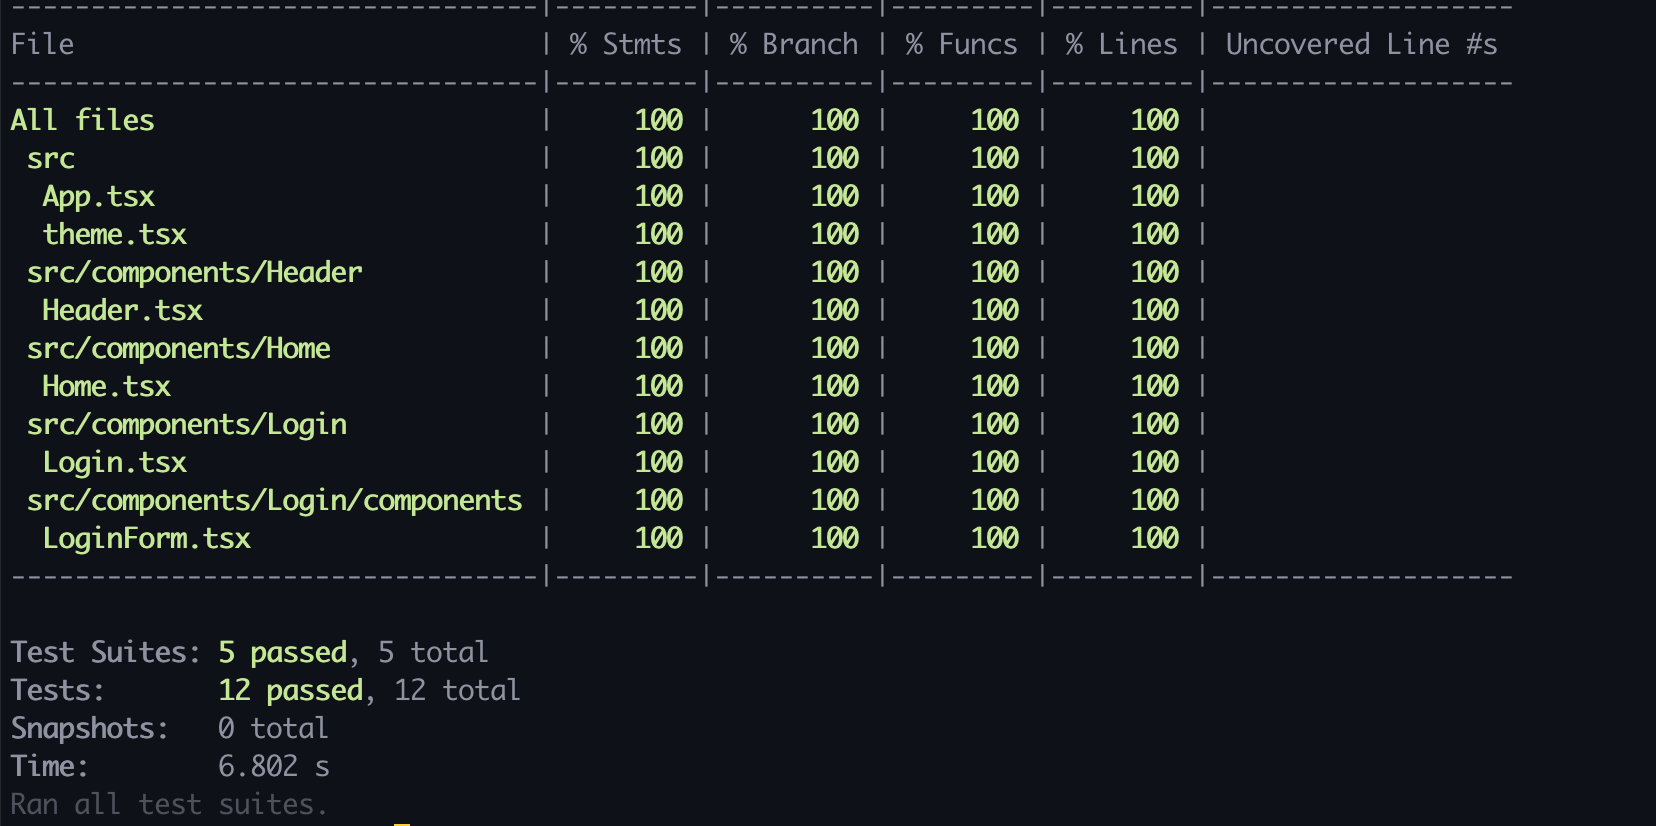 ---------------------------------|---------|----------|---------|---------|-------------------
File                             | % Stmts | % Branch | % Funcs | % Lines | Uncovered Line #s
---------------------------------|---------|----------|---------|---------|-------------------
All files                        |     100 |      100 |     100 |     100 |
 src                             |     100 |      100 |     100 |     100 |
  App.tsx                        |     100 |      100 |     100 |     100 |
  theme.tsx                      |     100 |      100 |     100 |     100 |
 src/components/Header           |     100 |      100 |     100 |     100 |
  Header.tsx                     |     100 |      100 |     100 |     100 |
 src/components/Home             |     100 |      100 |     100 |     100 |
  Home.tsx                       |     100 |      100 |     100 |     100 |
 src/components/Login            |     100 |      100 |     100 |     100 |
  Login.tsx                      |     100 |      100 |     100 |     100 |
 src/components/Login/components |     100 |      100 |     100 |     100 |
  LoginForm.tsx                  |     100 |      100 |     100 |     100 |
---------------------------------|---------|----------|---------|---------|-------------------
Test Suites: 5 passed, 5 total
Tests:       12 passed, 12 total
Snapshots:   0 total
Time:        6.802 s
Ran all test suites.